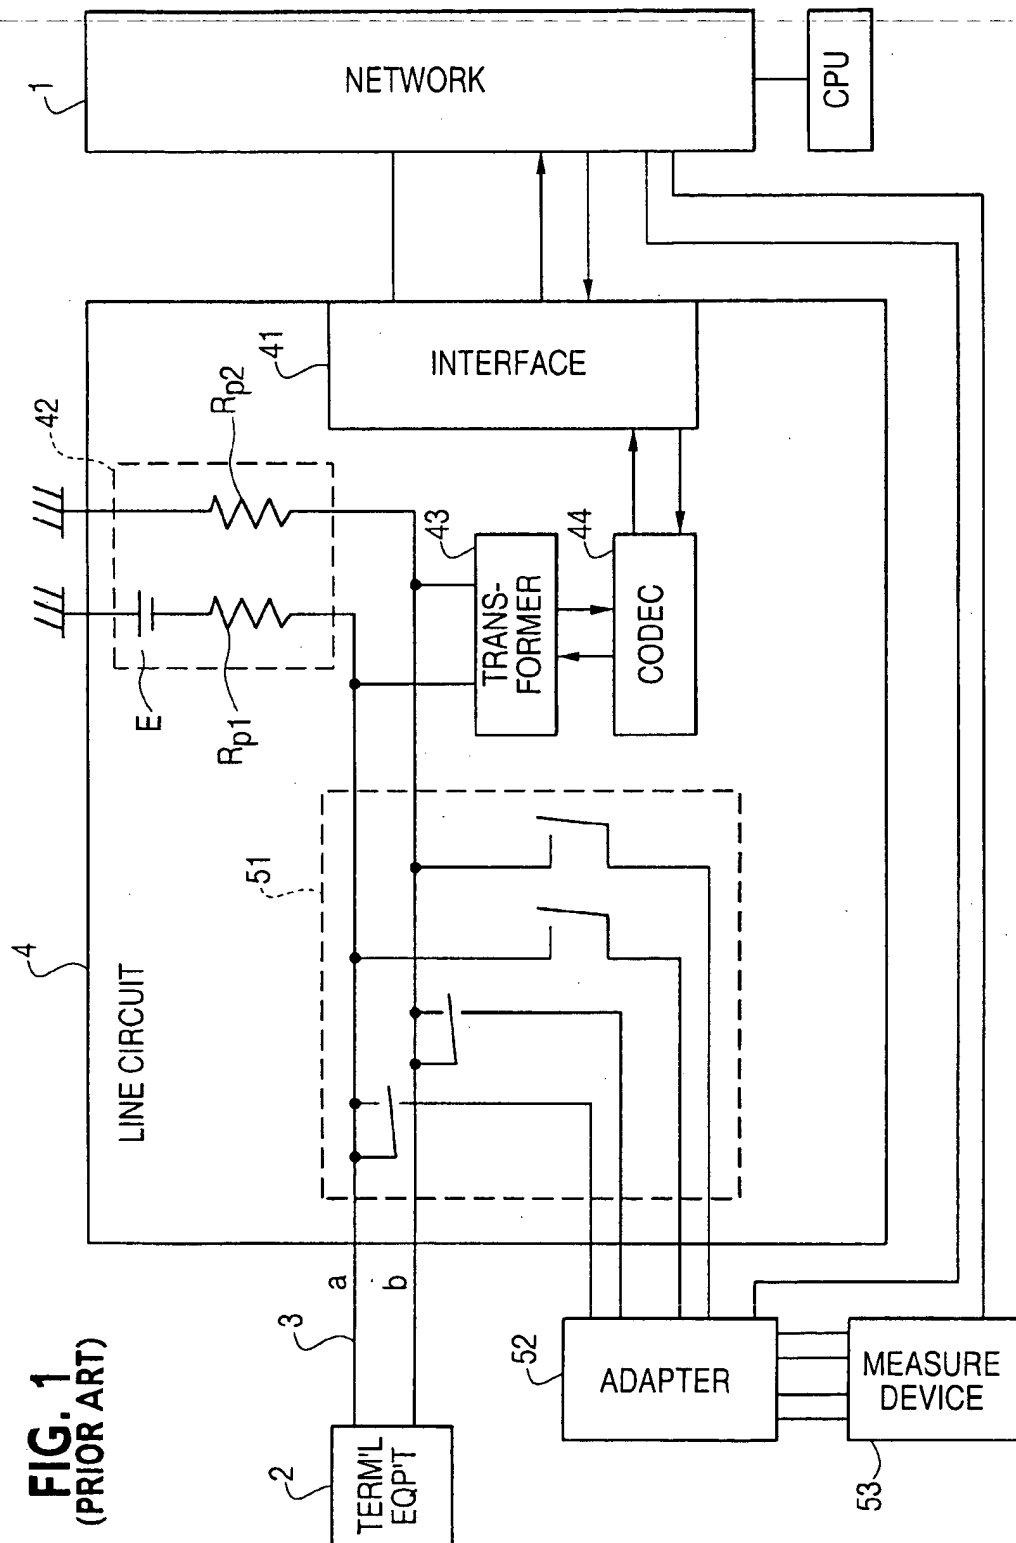 FIG. 1
(PRIOR ART)
1
NETWORK
CPU
4
LINE CIRCUIT
42
Rp2
E
Rp1
41
INTERFACE
43
TRANS-
FORMER
44
CODEC
51
3
a
b
2
TERM'L
EQP'T
52
ADAPTER
53
MEASURE
DEVICE